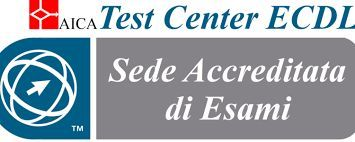 AICA Test Center ECDL
Sede Accreditata
di Esami
TM